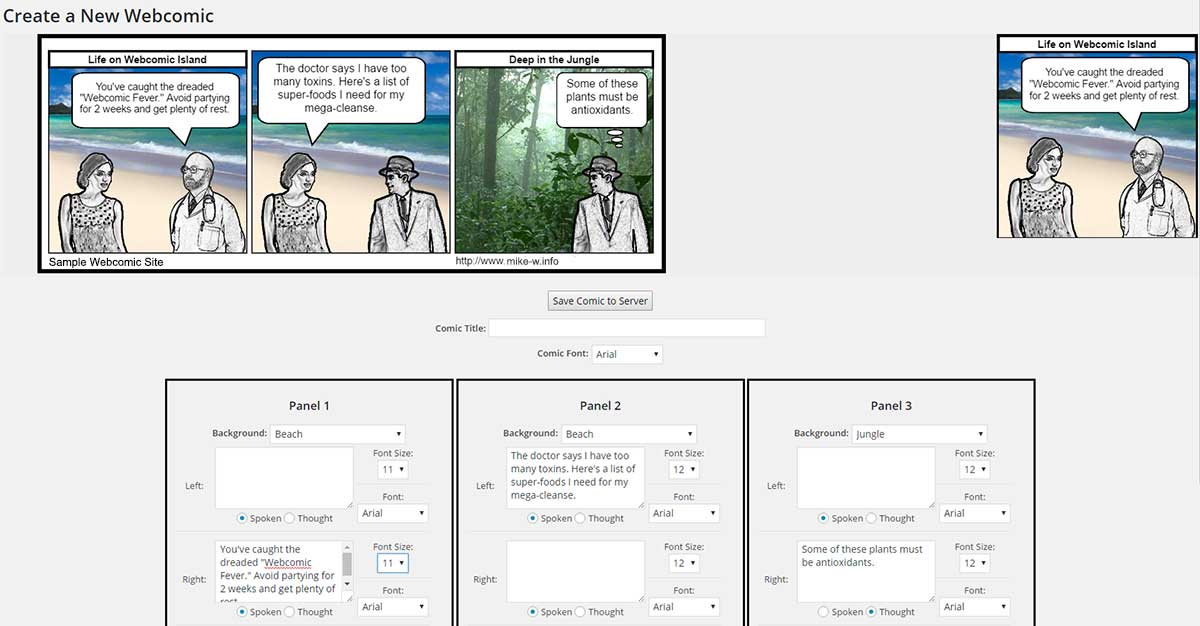 Create a New Webcomic
Life on Webcomic Island
You've caught the dreaded
"Webcomic Fever." Avoid partying
for 2 weeks and get plenty of rest.
The doctor says I have too
many toxins. Here's a list of
super-foods I need for my
mega-cleanse.
Deep in the Jungle
Some of these
plants must be
antioxidants.
Sample Webcomic Site
http://www.mike-w.info
Life on Webcomic Island
You've caught the dreaded
"Webcomic Fever." Avoid partying
for 2 weeks and get plenty of rest.
Save Comic to Server
Comic Title:
Comic Font: Arial
Panel 1
Background: Beach
Left:
Font Size:
11
Font:
Arial
Spoken Thought
Right:
You've caught the
dreaded "Webcomic
Fever." Avoid partying for
2 weeks and get plenty of
rest.
Font Size:
11
Font:
Arial
Spoken Thought
Panel 2
Background: Beach
Left:
The doctor says I have too
many toxins. Here's a list of
super-foods I need for my
mega-cleanse.
Font Size:
12
Font:
Arial
Spoken Thought
Right:
Font Size:
12
Font:
Arial
Spoken Thought
Panel 3
Background: Jungle
Left:
Font Size:
12
Font:
Arial
Spoken Thought
Right:
Some of these plants must
be antioxidants.
Font Size:
12
Font:
Arial
Spoken Thought